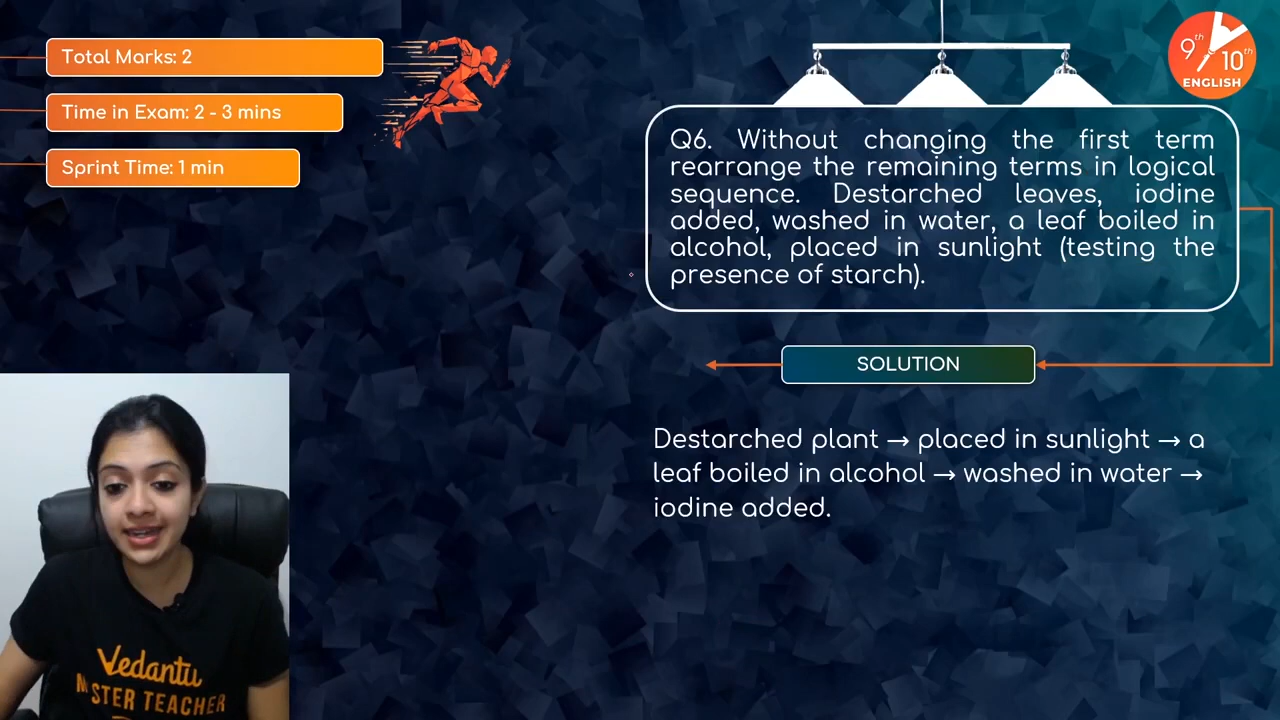 Total Marks: 2
Time in Exam: 2 - 3 mins
Sprint Time: 1 min
9th
10th
ENGLISH
Q6. Without changing the first term
rearrange the remaining terms in logical
sequence. Destarched leaves, iodine
added, washed in water, a leaf boiled in
alcohol, placed in sunlight (testing the
presence of starch).
SOLUTION
Destarched plant → placed in sunlight → a
leaf boiled in alcohol → washed in water →
iodine added.
Vedantu
STER TEACHER